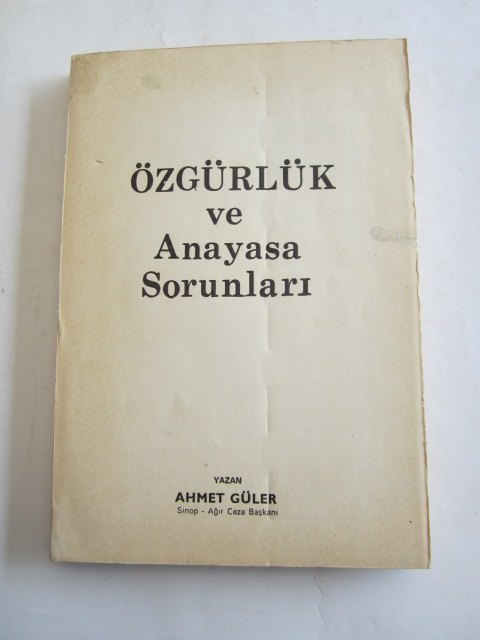 ÖZGÜRLÜK
ve
Anayasa
Sorunları
YAZAN
AHMET GÜLER
Sinop - Ağır Ceza Başkanı